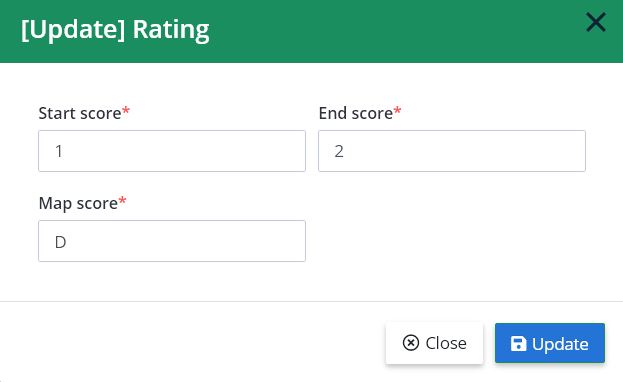 [Update] Rating
Start score*
End score*
1
2
Map score*
D
Close
Update